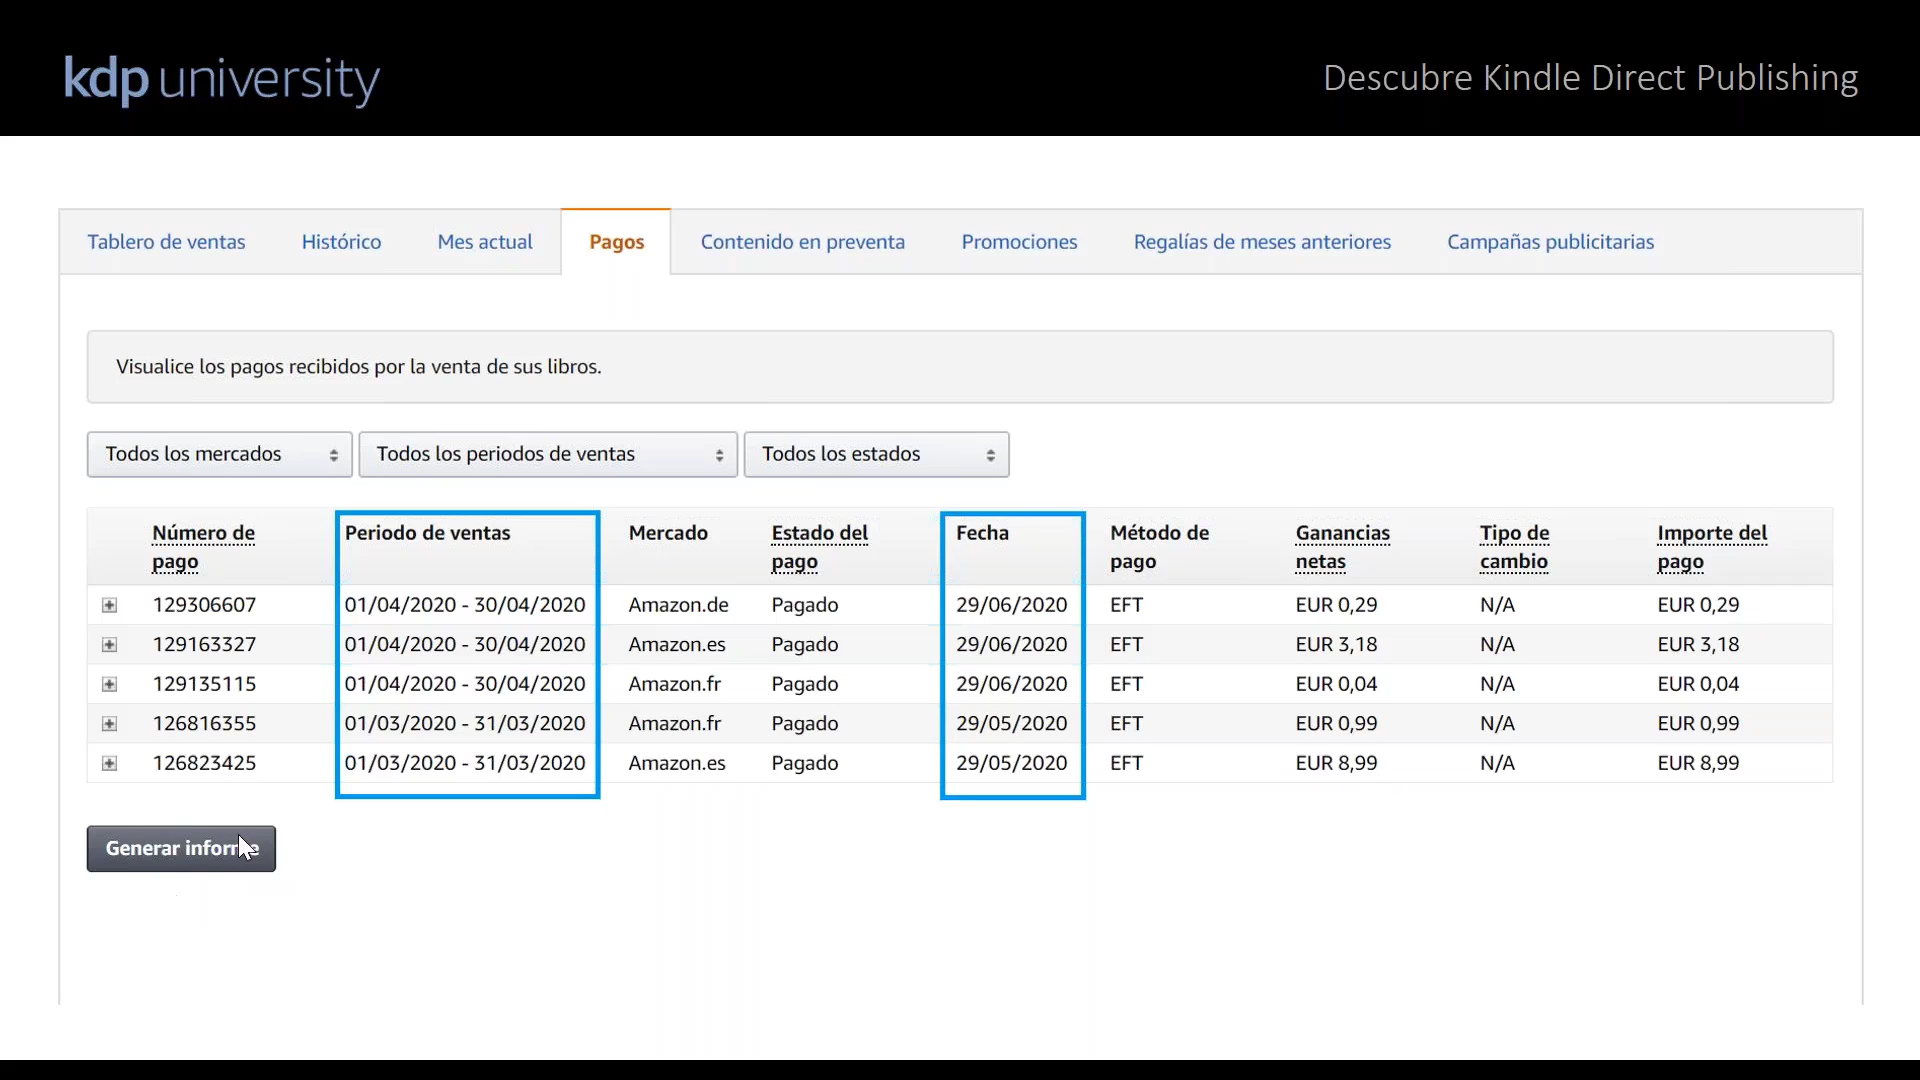 kdp university
Descubre Kindle Direct Publishing
Tablero de ventas Histórico Mes actual Pagos Contenido en preventa Promociones Regalías de meses anteriores Campañas publicitarias
Visualice los pagos recibidos por la venta de sus libros.
Todos los mercados Todos los periodos de ventas Todos los estados
Número de pago Periodo de ventas Mercado Estado del pago Fecha Método de pago Ganancias netas Tipo de cambio Importe del pago
129306607 01/04/2020 - 30/04/2020 Amazon.de Pagado 29/06/2020 EFT EUR 0,29 N/A EUR 0,29
129163327 01/04/2020 - 30/04/2020 Amazon.es Pagado 29/06/2020 EFT EUR 3,18 N/A EUR 3,18
129135115 01/04/2020 - 30/04/2020 Amazon.fr Pagado 29/06/2020 EFT EUR 0,04 N/A EUR 0,04
126816355 01/03/2020 - 31/03/2020 Amazon.fr Pagado 29/05/2020 EFT EUR 0,99 N/A EUR 0,99
126823425 01/03/2020 - 31/03/2020 Amazon.es Pagado 29/05/2020 EFT EUR 8,99 N/A EUR 8,99
Generar informe